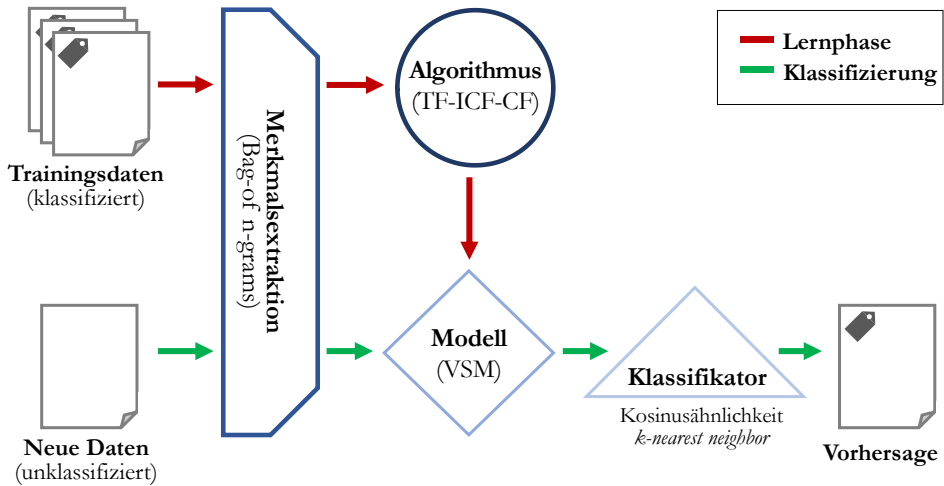 Trainingsdaten
(klassifiziert)
Merkmalsextraktion
(Bag-of n-grams)
Algorithmus
(TF-ICF-CF)
Lernphase
Klassifizierung
Neue Daten
(unklassifiziert)
Modell
(VSM)
Klassifikator
Kosinusähnlichkeit
k-nearest neighbor
Vorhersage